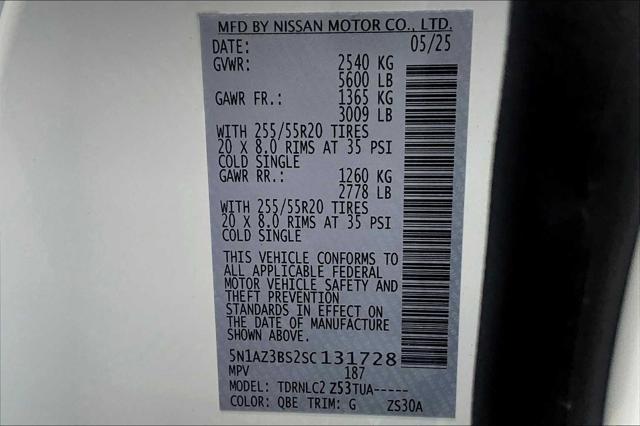 MFD BY NISSAN MOTOR CO., LTD.
DATE: 05/25
GVWR: 2540 KG
5600 LB
GAWR FR.: 1365 KG
3009 LB
WITH 255/55R20 TIRES
20 X 8.0 RIMS AT 35 PSI
COLD SINGLE
GAWR RR.: 1260 KG
2778 LB
WITH 255/55R20 TIRES
20 X 8.0 RIMS AT 35 PSI
COLD SINGLE
THIS VEHICLE CONFORMS TO
ALL APPLICABLE FEDERAL
MOTOR VEHICLE SAFETY AND
THEFT PREVENTION
STANDARDS IN EFFECT ON
THE DATE OF MANUFACTURE
SHOWN ABOVE.
5N1AZ3BS2SC131728
MPV 187
MODEL: TDRNLC2 Z53TUA-----
COLOR: QBE TRIM: G ZS30A